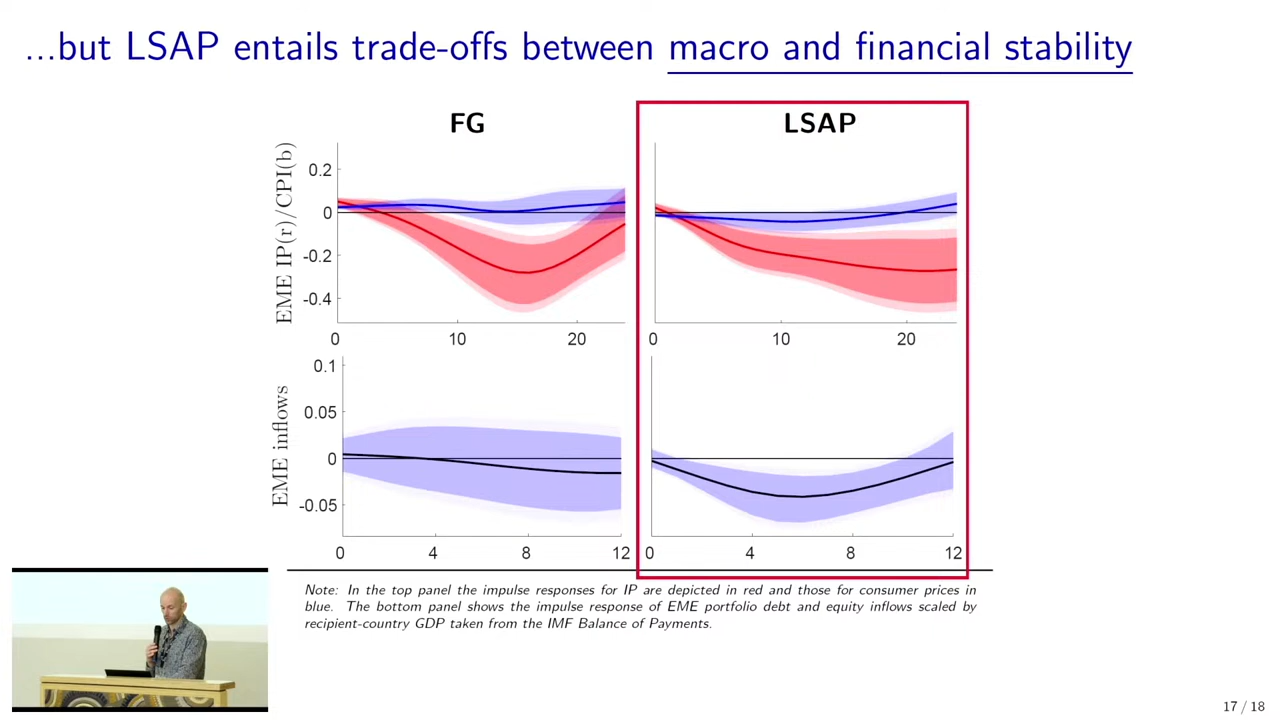 ...but LSAP entails trade-offs between macro and financial stability
FG
LSAP
EME IP(r)/CPI(b)
0.2
0
-0.2
-0.4
0
10
20
0
10
20
EME inflows
0.1
0.05
0
-0.05
0
4
8
12
0
4
8
12
Note: In the top panel the impulse responses for IP are depicted in red and those for consumer prices in
blue. The bottom panel shows the impulse response of EME portfolio debt and equity inflows scaled by
recipient-country GDP taken from the IMF Balance of Payments.
17 / 18